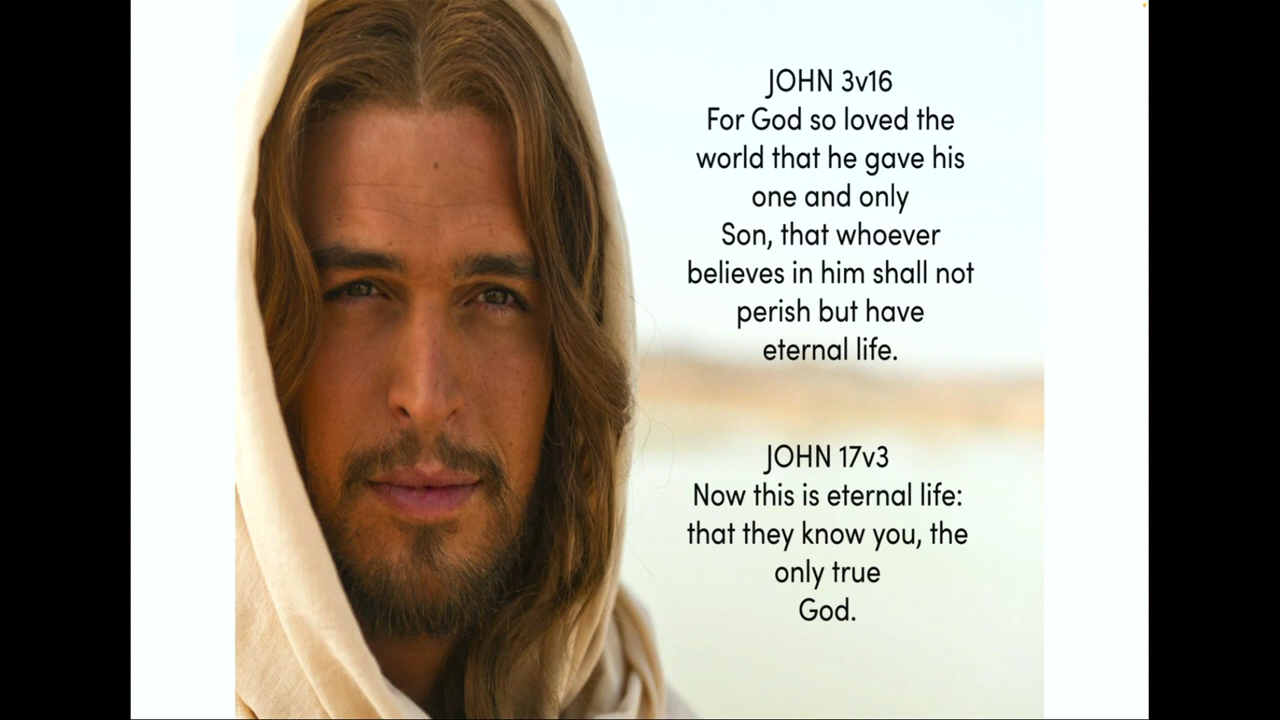 JOHN 3v16
For God so loved the
world that he gave his
one and only
Son, that whoever
believes in him shall not
perish but have
eternal life.
JOHN 17v3
Now this is eternal life:
that they know you, the
only true
God.